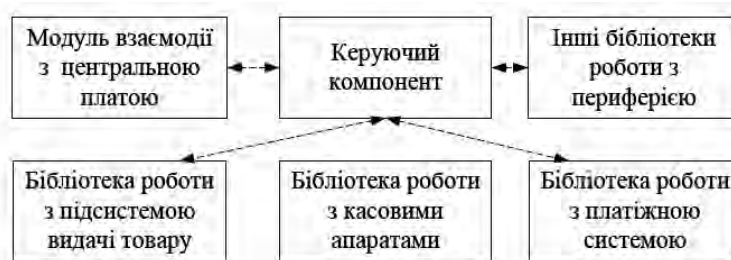 Модуль взаємодії
з центральною
платою
Керуючий
компонент
Інші бібліотеки
роботи з
периферією
Бібліотека роботи
з підсистемою
видачі товару
Бібліотека роботи
з касовими
апаратами
Бібліотека роботи
з платіжною
системою